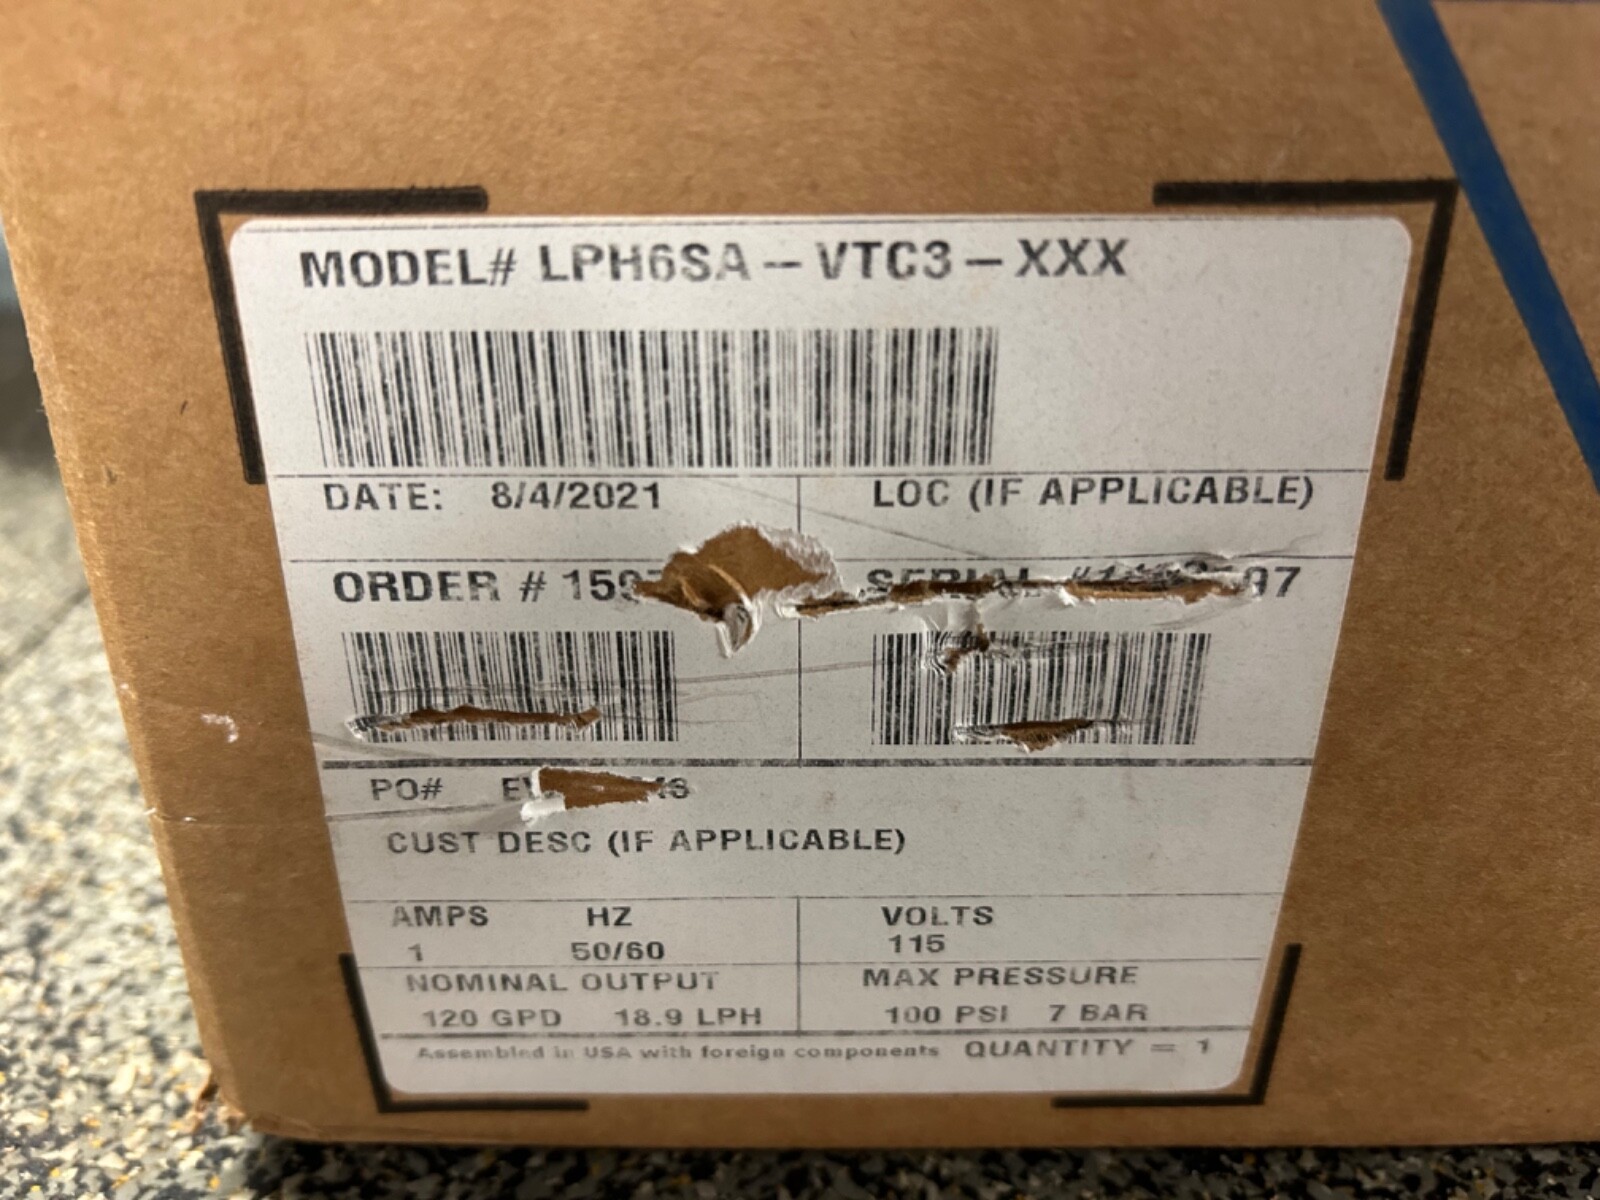 MODEL# LPH6SA – VTC3 – XXX
DATE: 8/4/2021
LOC (IF APPLICABLE)
ORDER #
SERIAL
PO#
CUST DESC (IF APPLICABLE)
AMPS HZ VOLTS
1 50/60 115
NOMINAL OUTPUT MAX PRESSURE
120 GPD 18.9 LPH 100 PSI 7 BAR
Assembled in USA with foreign components QUANTITY = 1